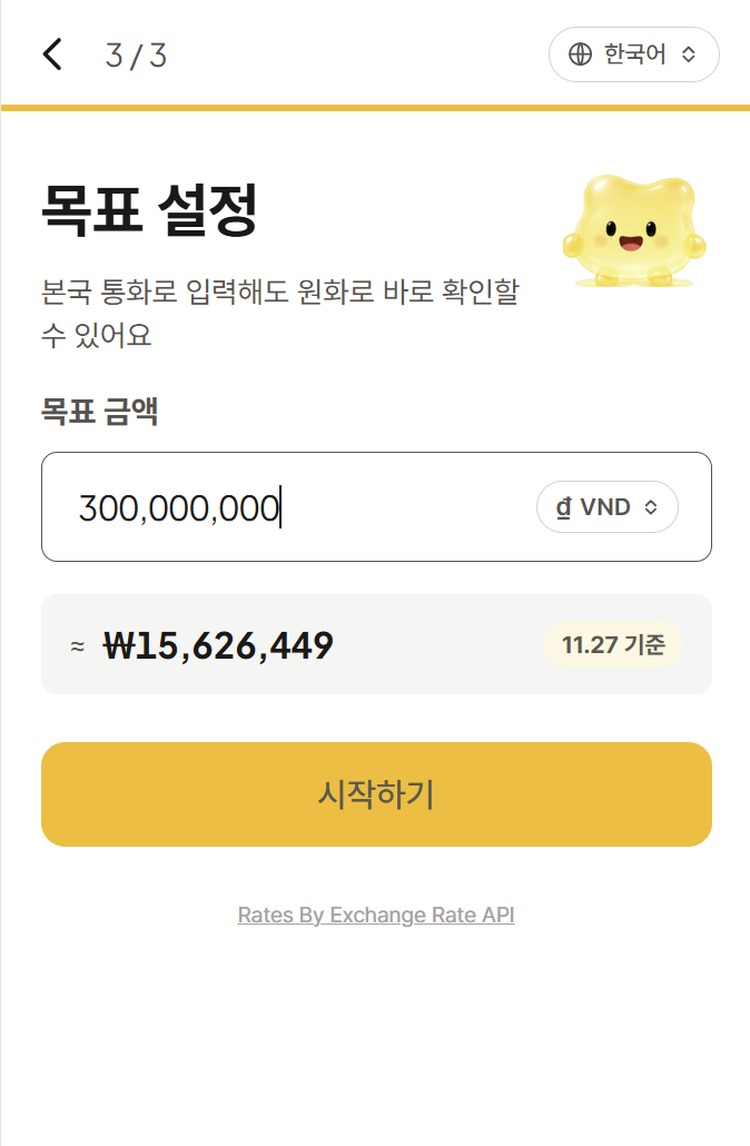 3 / 3
한국어
목표 설정
본국 통화로 입력해도 원화로 바로 확인할
수 있어요
목표 금액
300,000,000
₫ VND
≈ ₩15,626,449
11.27 기준
시작하기
Rates By Exchange Rate API